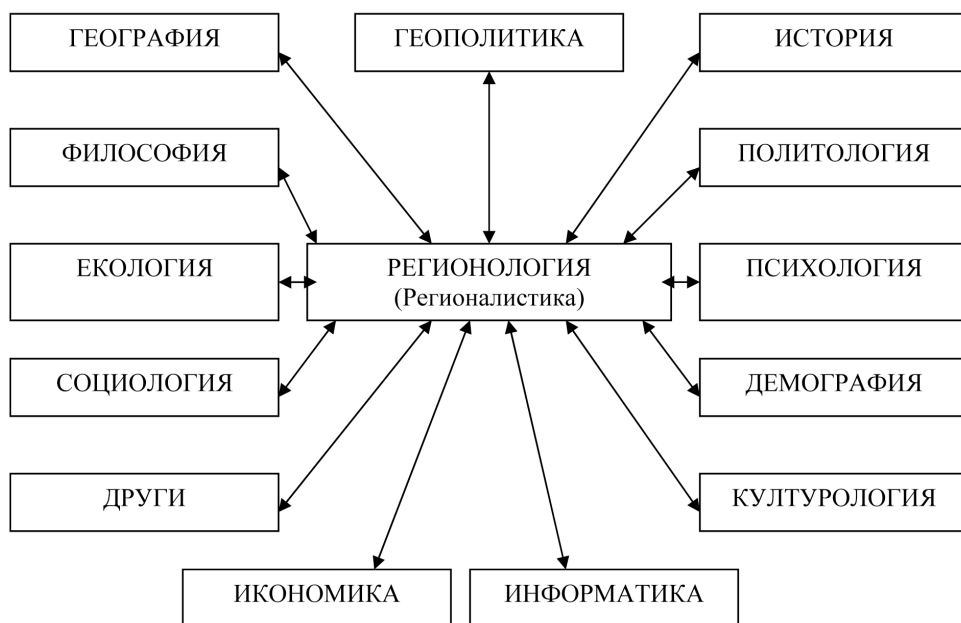 ГЕОГРАФИЯ
ГЕОПОЛИТИКА
ИСТОРИЯ
ФИЛОСОФИЯ
ПОЛИТОЛОГИЯ
ЕКОЛОГИЯ
РЕГИОНОЛОГИЯ
(Регионалистика)
ПСИХОЛОГИЯ
СОЦИОЛОГИЯ
ДЕМОГРАФИЯ
ДРУГИ
КУЛТУРОЛОГИЯ
ИКОНОМИКА
ИНФОРМАТИКА